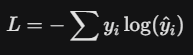 L = − ∑ yᵢ log(ŷᵢ)